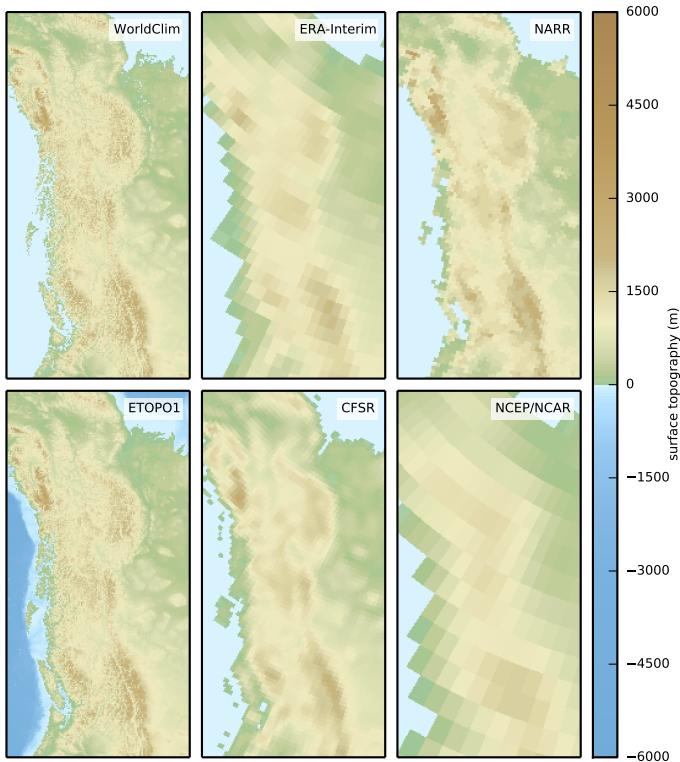 WorldClim
ERA-Interim
NARR
ETOPO1
CFSR
NCEP/NCAR
6000
4500
3000
1500
0
−1500
−3000
−4500
−6000
surface topography (m)